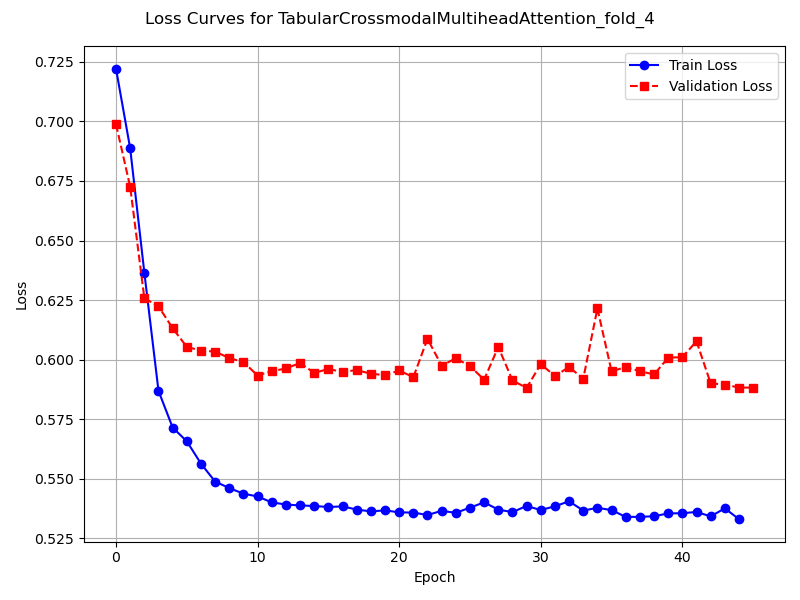 Loss Curves for TabularCrossmodalMultiheadAttention_fold_4
Train Loss
Validation Loss
Loss
0.725
0.700
0.675
0.650
0.625
0.600
0.575
0.550
0.525
0 10 20 30 40
Epoch